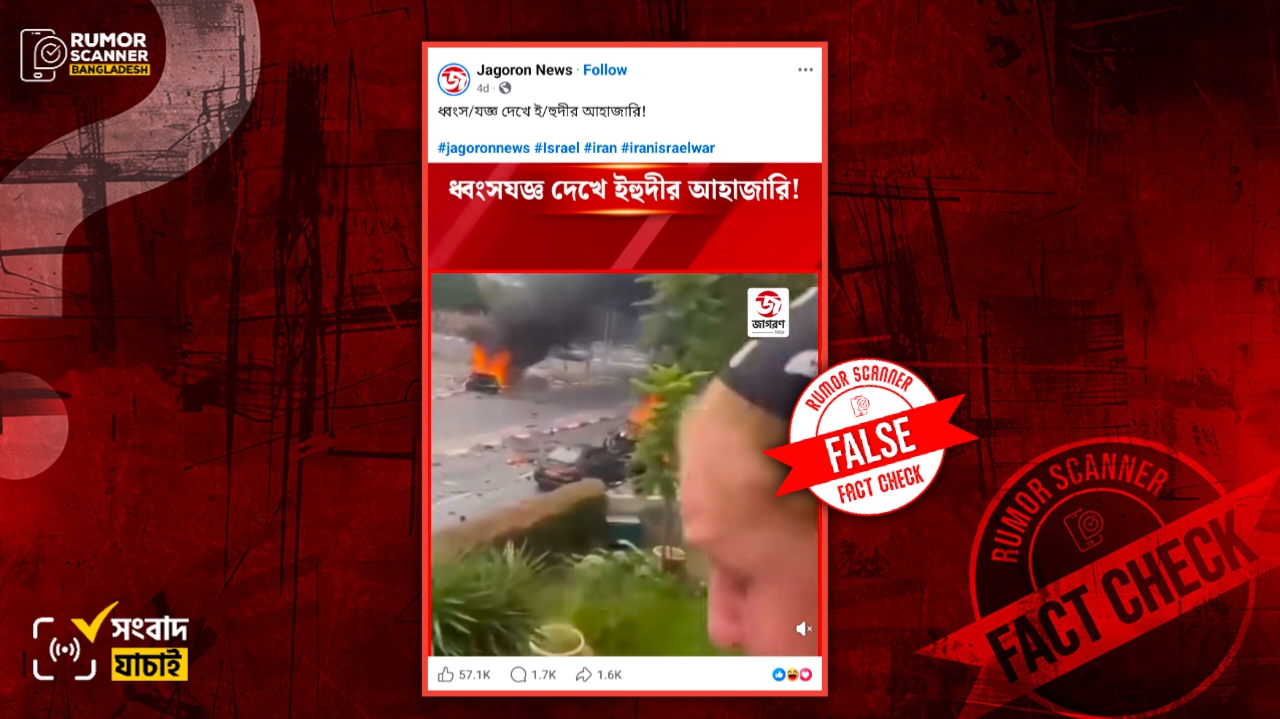 RUMOR
SCANNER
BANGLADESH
Jagoron News · Follow
4d ·
ধ্বংস/যজ্ঞ দেখে ই/হুদীর আহাজারি!
#jagoronnews #Israel #iran #iranisraelwar
ধ্বংসযজ্ঞ দেখে ইহুদীর আহাজারি!
জাগরণ
RUMOR SCANNER
FALSE
FACT CHECK
57.1K 1.7K 1.6K
RUMOR SCANNER
FACT CHECK
সংবাদ
যাচাই